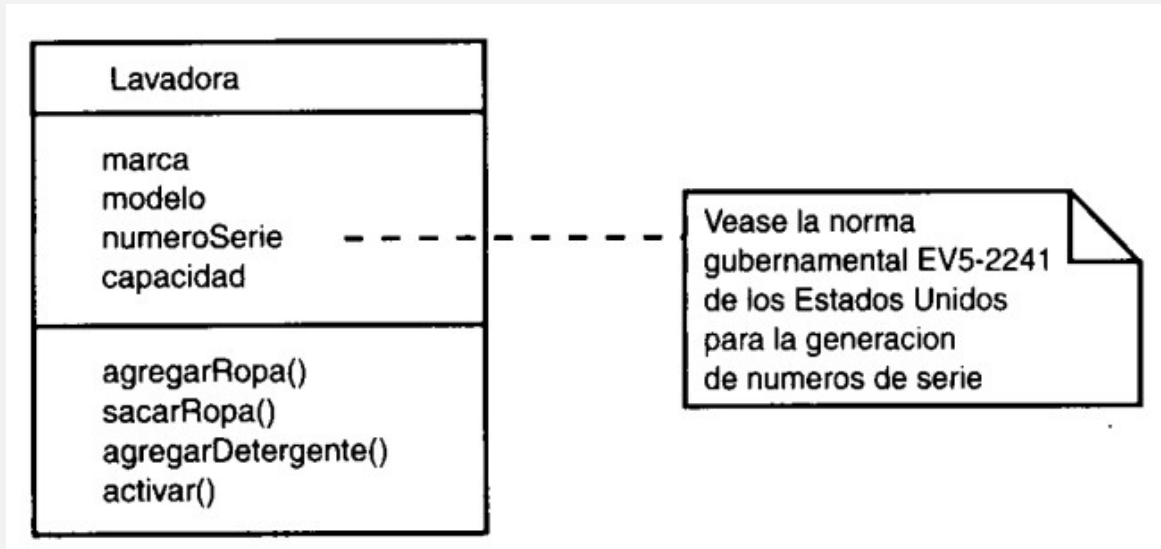 Lavadora
marca
modelo
numeroSerie
capacidad
agregarRopa()
sacarRopa()
agregarDetergente()
activar()
Vease la norma
gubernamental EV5-2241
de los Estados Unidos
para la generacion
de numeros de serie